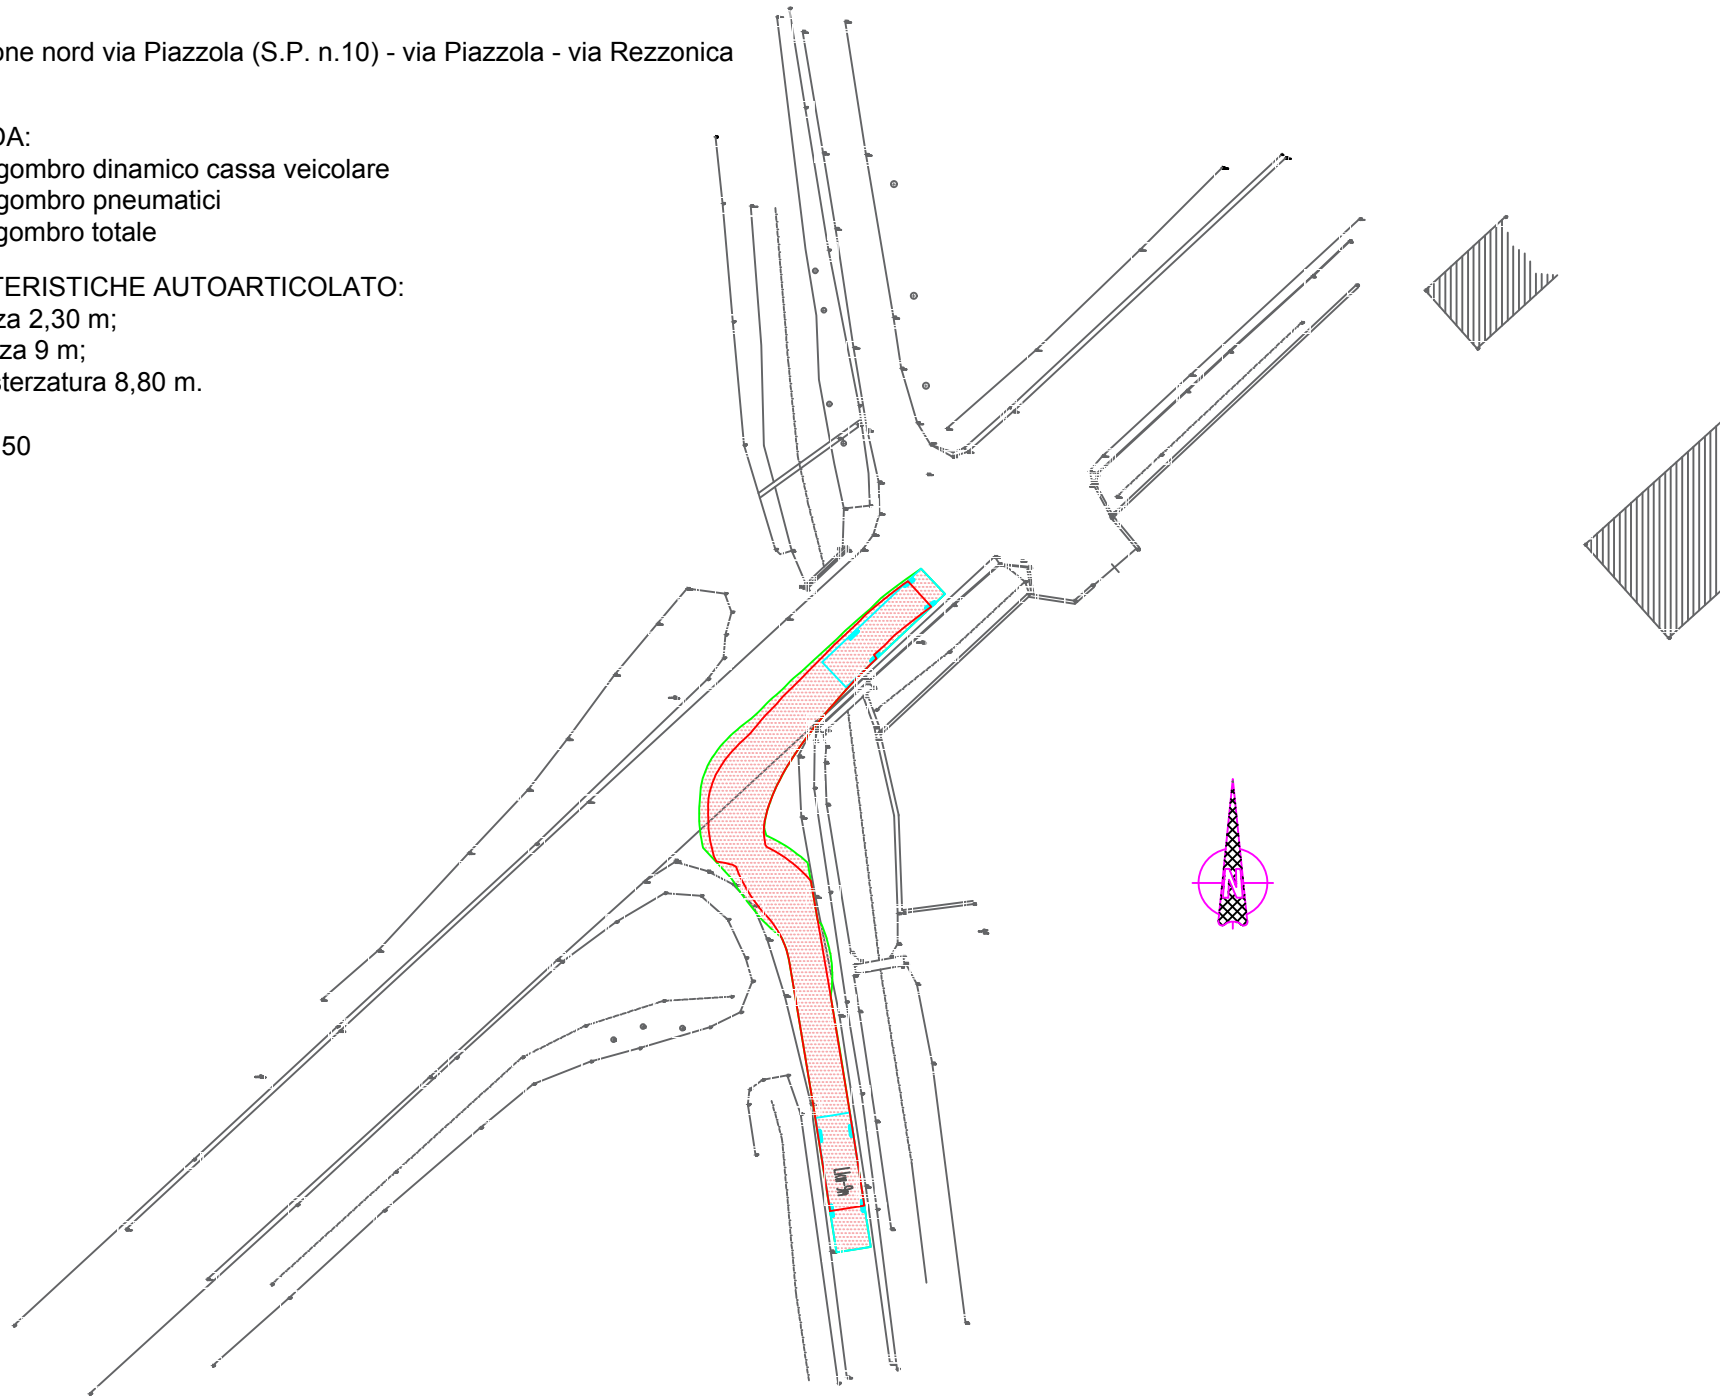 one nord via Piazzola (S.P. n.10) - via Piazzola - via Rezzonica
DA:
gombro dinamico cassa veicolare
gombro pneumatici
gombro totale
TERISTICHE AUTOARTICOLATO:
za 2,30 m;
za 9 m;
sterzatura 8,80 m.
50
N